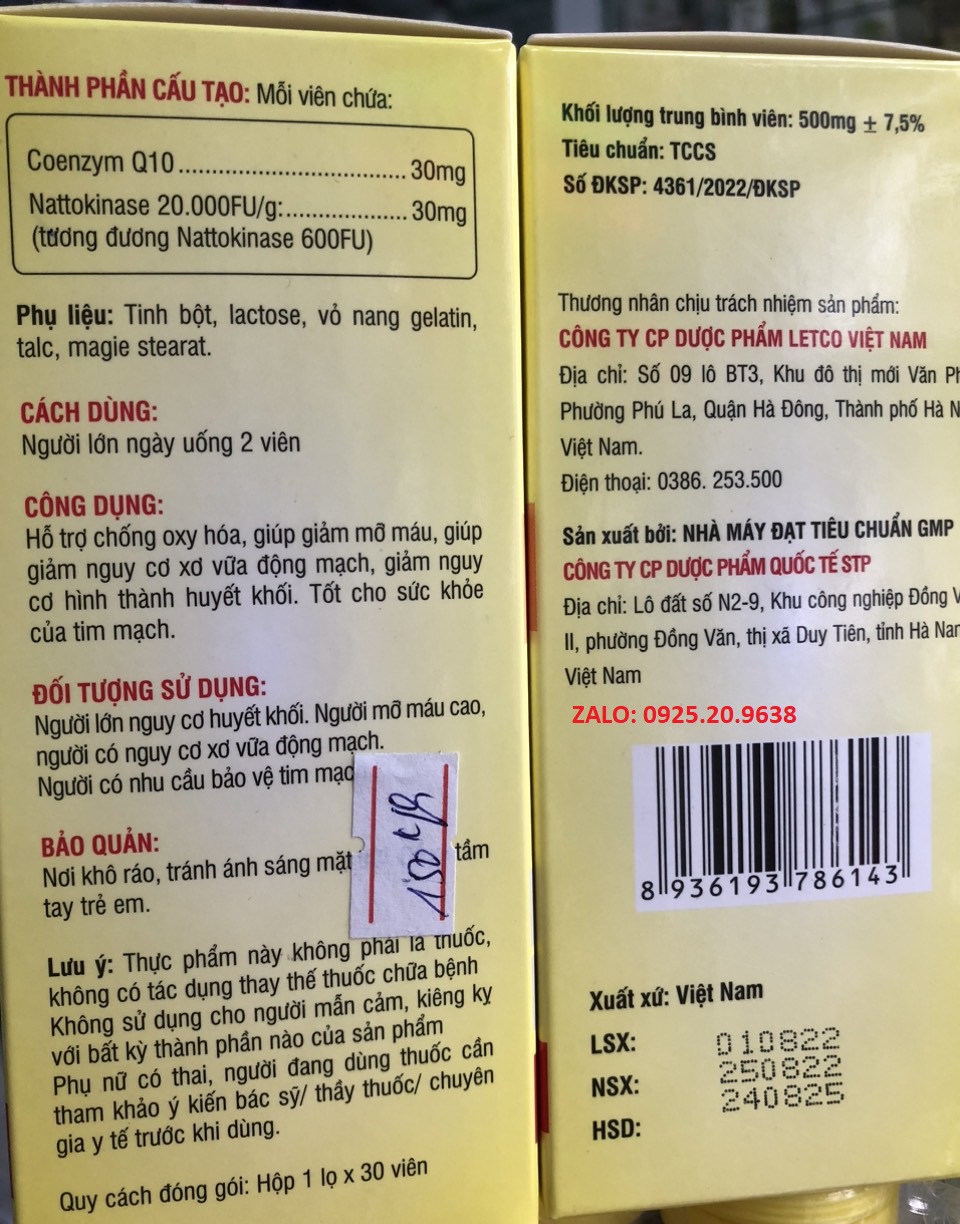 THÀNH PHẦN CẤU TẠO: Mỗi viên chứa:
Coenzym Q10................................. 30mg
Nattokinase 20.000FU/g:................... 30mg
(tương đương Nattokinase 600FU)
Phụ liệu: Tinh bột, lactose, vỏ nang gelatin,
talc, magie stearat.
CÁCH DÙNG:
Người lớn ngày uống 2 viên
CÔNG DỤNG:
Hỗ trợ chống oxy hóa, giúp giảm mỡ máu, giúp
giảm nguy cơ xơ vữa động mạch, giảm nguy
cơ hình thành huyết khối. Tốt cho sức khỏe
của tim mạch.
ĐỐI TƯỢNG SỬ DỤNG:
Người lớn nguy cơ huyết khối. Người mỡ máu cao,
người có nguy cơ xơ vữa động mạch.
Người có nhu cầu bảo vệ tim mạc
BẢO QUẢN:
Nơi khô ráo, tránh ánh sáng mặt tầm
tay trẻ em.
Lưu ý: Thực phẩm này không phải là thuốc,
không có tác dụng thay thế thuốc chữa bệnh
Không sử dụng cho người mẫn cảm, kiêng kỵ
với bất kỳ thành phần nào của sản phẩm
Phụ nữ có thai, người đang dùng thuốc cần
tham khảo ý kiến bác sỹ/ thầy thuốc/ chuyên
gia y tế trước khi dùng.
Quy cách đóng gói: Hộp 1 lọ x 30 viên
Khối lượng trung bình viên: 500mg ± 7,5%
Tiêu chuẩn: TCCS
Số ĐKSP: 4361/2022/ĐKSP
Thương nhân chịu trách nhiệm sản phẩm:
CÔNG TY CP DƯỢC PHẨM LETCO VIỆT NAM
Địa chỉ: Số 09 lô BT3, Khu đô thị mới Văn Ph
Phường Phú La, Quận Hà Đông, Thành phố Hà N
Việt Nam.
Điện thoại: 0386. 253.500
Sản xuất bởi: NHÀ MÁY ĐẠT TIÊU CHUẨN GMP
CÔNG TY CP DƯỢC PHẨM QUỐC TẾ STP
Địa chỉ: Lô đất số N2-9, Khu công nghiệp Đồng V
II, phường Đồng Văn, thị xã Duy Tiên, tỉnh Hà Nam
Việt Nam
ZALO: 0925.20.9638
8 936193 786143
Xuất xứ: Việt Nam
LSX: 010822
NSX: 250822
HSD: 240825